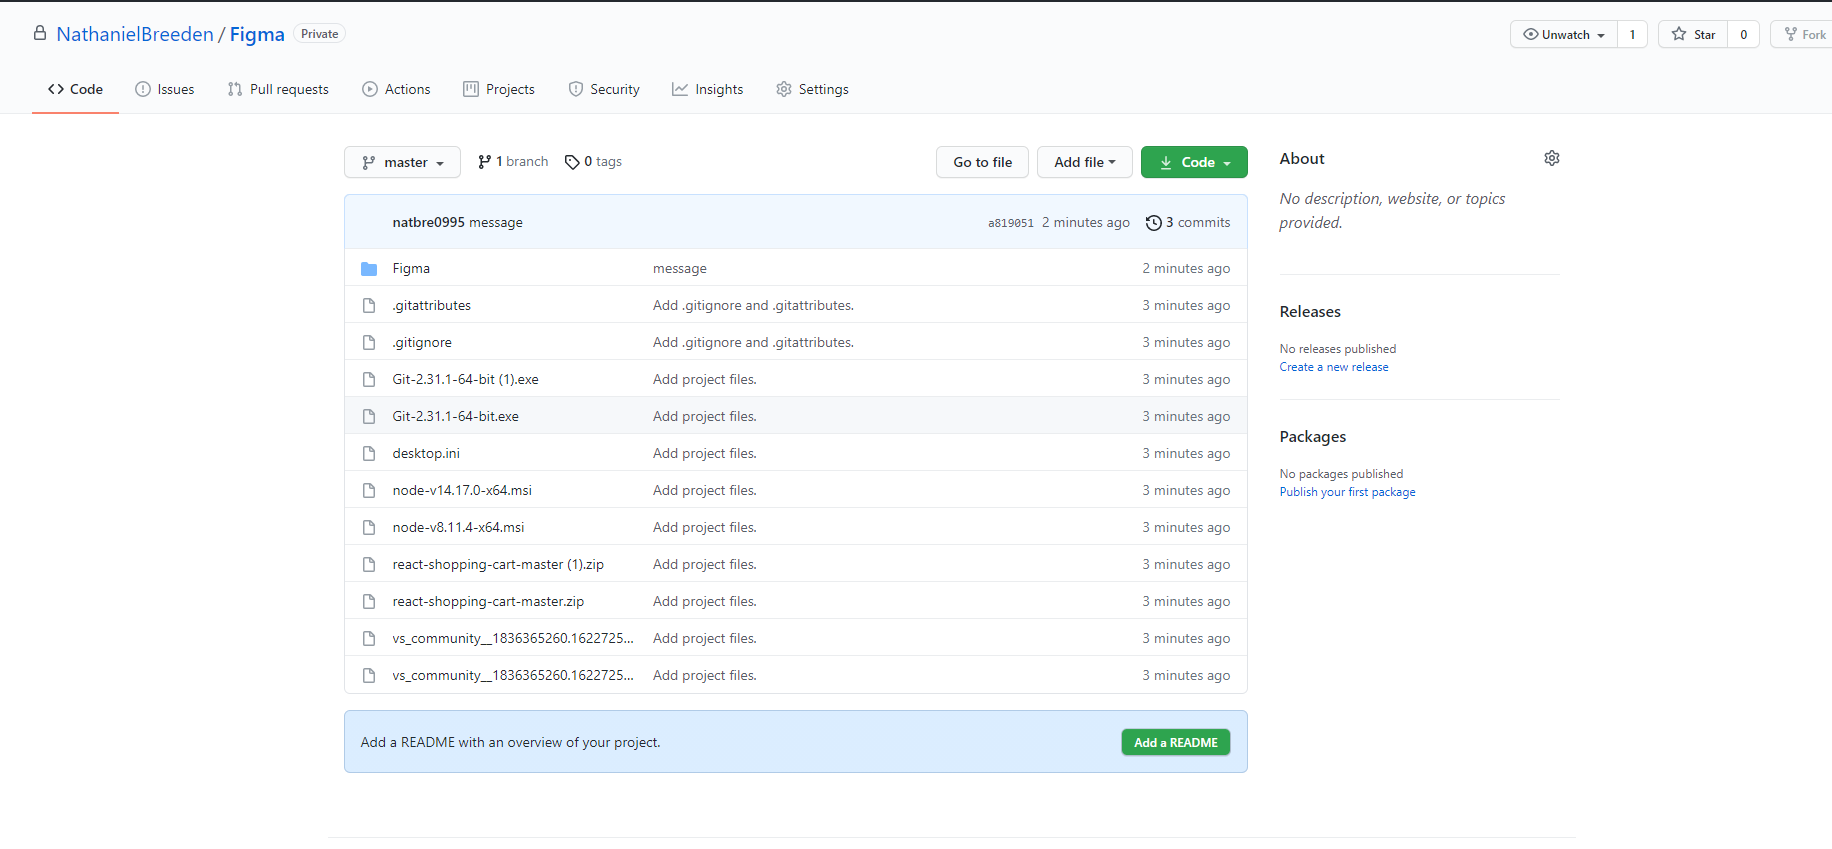 NathanielBreeden / Figma Private
Unwatch 1 Star 0 Fork
Code Issues Pull requests Actions Projects Security Insights Settings
master 1 branch 0 tags Go to file Add file Code
natbre0995 message a819051 2 minutes ago 3 commits
Figma message 2 minutes ago
.gitattributes Add .gitignore and .gitattributes. 3 minutes ago
.gitignore Add .gitignore and .gitattributes. 3 minutes ago
Git-2.31.1-64-bit (1).exe Add project files. 3 minutes ago
Git-2.31.1-64-bit.exe Add project files. 3 minutes ago
desktop.ini Add project files. 3 minutes ago
node-v14.17.0-x64.msi Add project files. 3 minutes ago
node-v8.11.4-x64.msi Add project files. 3 minutes ago
react-shopping-cart-master (1).zip Add project files. 3 minutes ago
react-shopping-cart-master.zip Add project files. 3 minutes ago
vs_community__1836365260.1622725... Add project files. 3 minutes ago
vs_community__1836365260.1622725... Add project files. 3 minutes ago
Add a README with an overview of your project. Add a README
About
No description, website, or topics
provided.
Releases
No releases published
Create a new release
Packages
No packages published
Publish your first package